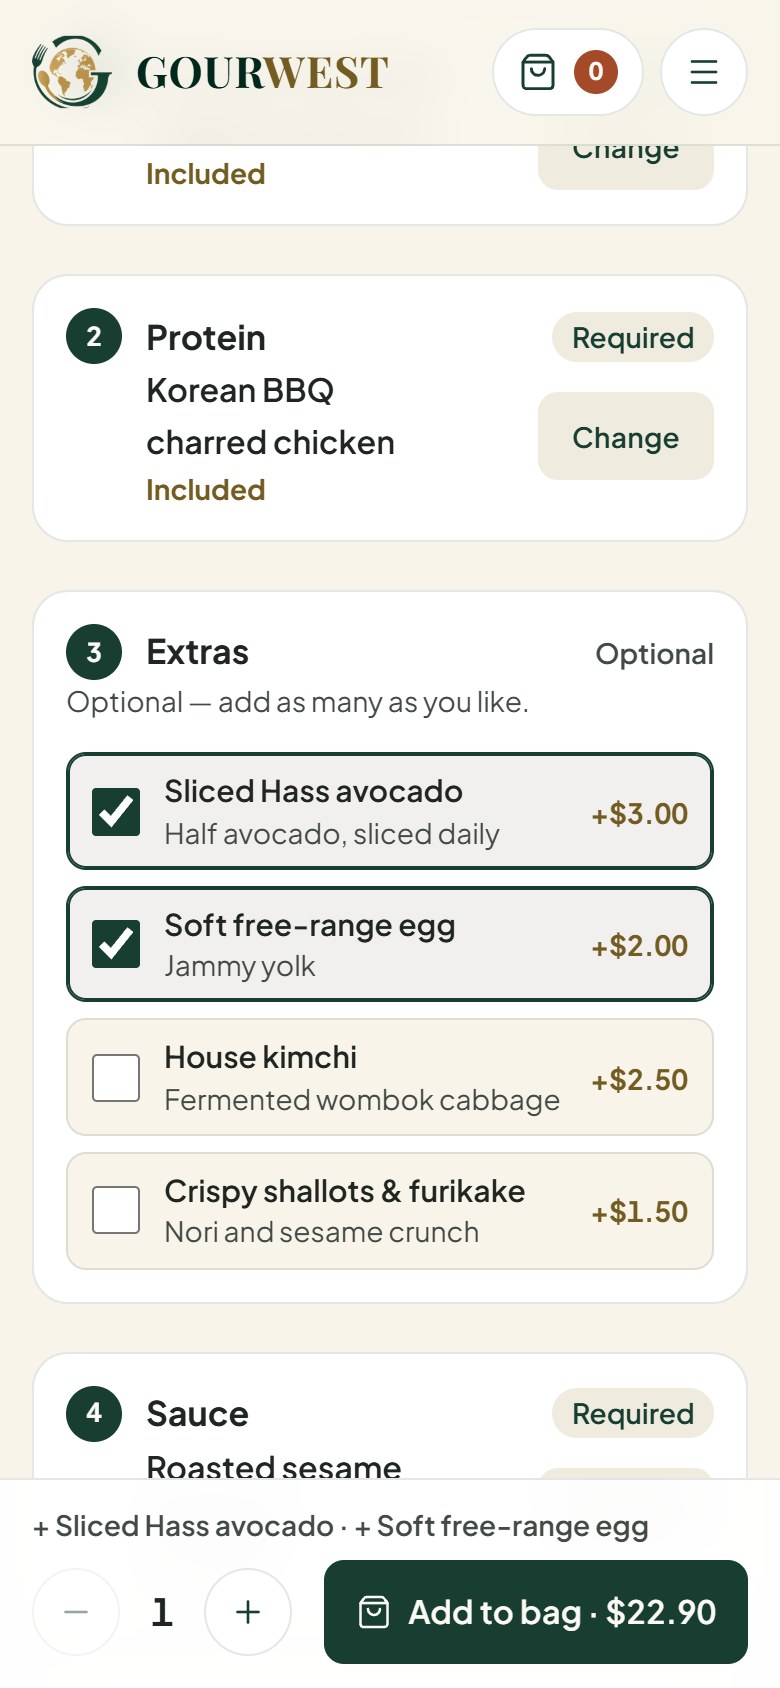 GOURWEST
0
Included
Change
2
Protein
Required
Korean BBQ
charred chicken
Change
Included
3
Extras
Optional
Optional — add as many as you like.
Sliced Hass avocado
Half avocado, sliced daily
+$3.00
Soft free-range egg
Jammy yolk
+$2.00
House kimchi
Fermented wombok cabbage
+$2.50
Crispy shallots & furikake
Nori and sesame crunch
+$1.50
4
Sauce
Required
Roasted sesame
+ Sliced Hass avocado · + Soft free-range egg
1
Add to bag · $22.90